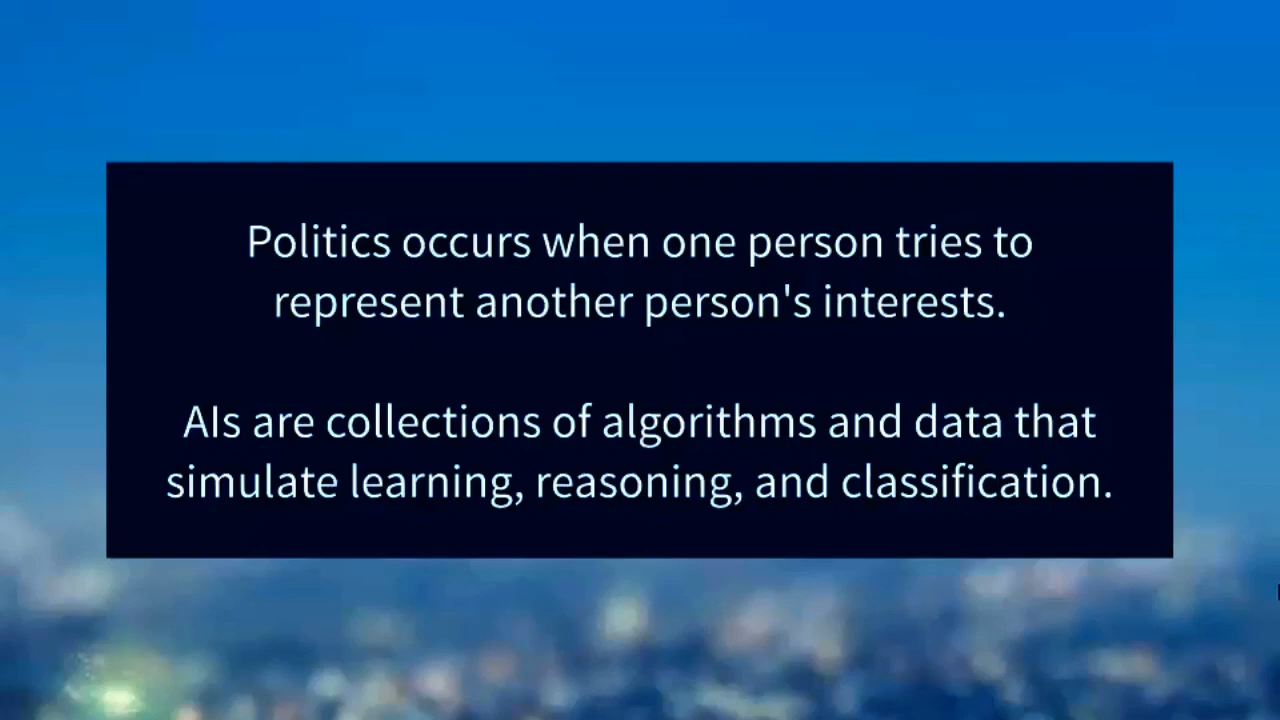 Politics occurs when one person tries to
represent another person's interests.
AIs are collections of algorithms and data that
simulate learning, reasoning, and classification.